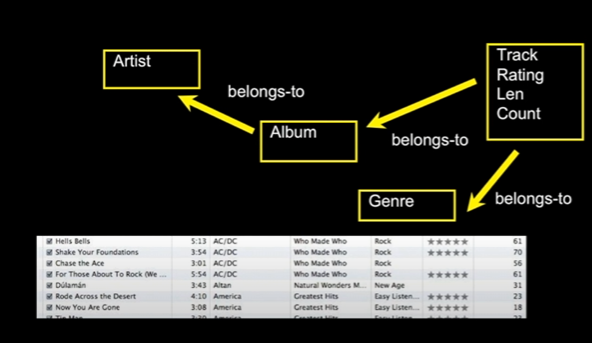 Artist
belongs-to
Album
Track
Rating
Len
Count
belongs-to
Genre
belongs-to
Hells Bells 5:13 AC/DC Who Made Who Rock ★★★★★ 61
Shake Your Foundations 3:54 AC/DC Who Made Who Rock ★★★★★ 70
Chase the Ace 3:01 AC/DC Who Made Who Rock 56
For Those About To Rock (We ... 5:54 AC/DC Who Made Who Rock ★★★★★ 61
Dúlamán 3:43 Altan Natural Wonders M... New Age 31
Rode Across the Desert 4:10 America Greatest Hits Easy Listen... ★★★★★ 23
Now You Are Gone 3:08 America Greatest Hits Easy Listen... ★★★★★ 18
Tin Man 3:30 America Greatest Hits Easy Listen... ★★★★★ 23